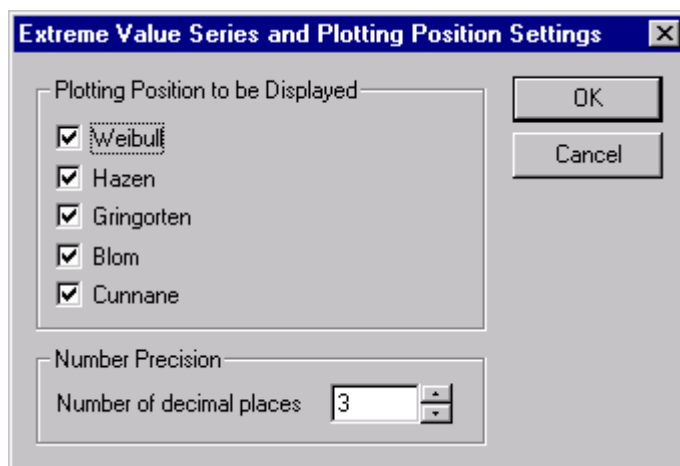 Extreme Value Series and Plotting Position Settings
Plotting Position to be Displayed
Weibull
Hazen
Gringorten
Blom
Cunnane
OK
Cancel
Number Precision
Number of decimal places 3